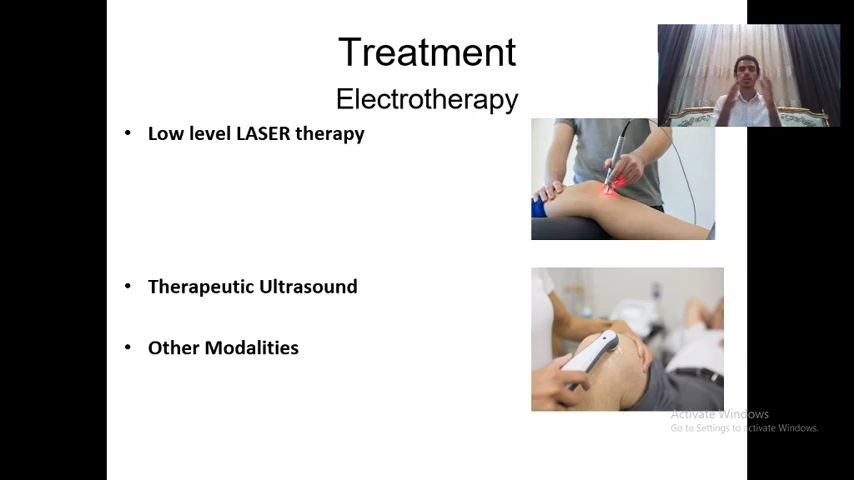 Treatment
Electrotherapy
• Low level LASER therapy
• Therapeutic Ultrasound
• Other Modalities
Activate Windows
Go to Settings to activate Windows.